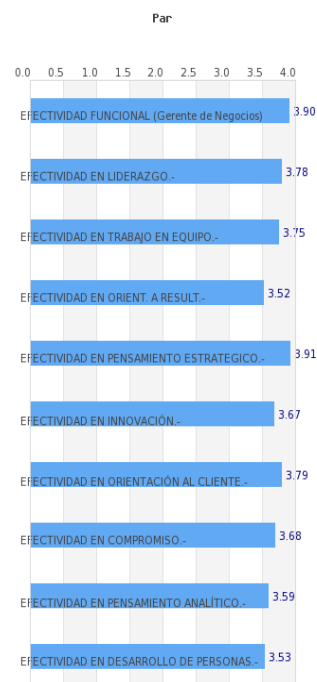 Par
0.0 0.5 1.0 1.5 2.0 2.5 3.0 3.5 4.0
EFECTIVIDAD FUNCIONAL (Gerente de Negocios) 3.90
EFECTIVIDAD EN LIDERAZGO.- 3.78
EFECTIVIDAD EN TRABAJO EN EQUIPO.- 3.75
EFECTIVIDAD EN ORIENT. A RESULT.- 3.52
EFECTIVIDAD EN PENSAMIENTO ESTRATEGICO.- 3.91
EFECTIVIDAD EN INNOVACIÓN.- 3.67
EFECTIVIDAD EN ORIENTACIÓN AL CLIENTE.- 3.79
EFECTIVIDAD EN COMPROMISO.- 3.68
EFECTIVIDAD EN PENSAMIENTO ANALÍTICO.- 3.59
EFECTIVIDAD EN DESARROLLO DE PERSONAS.- 3.53